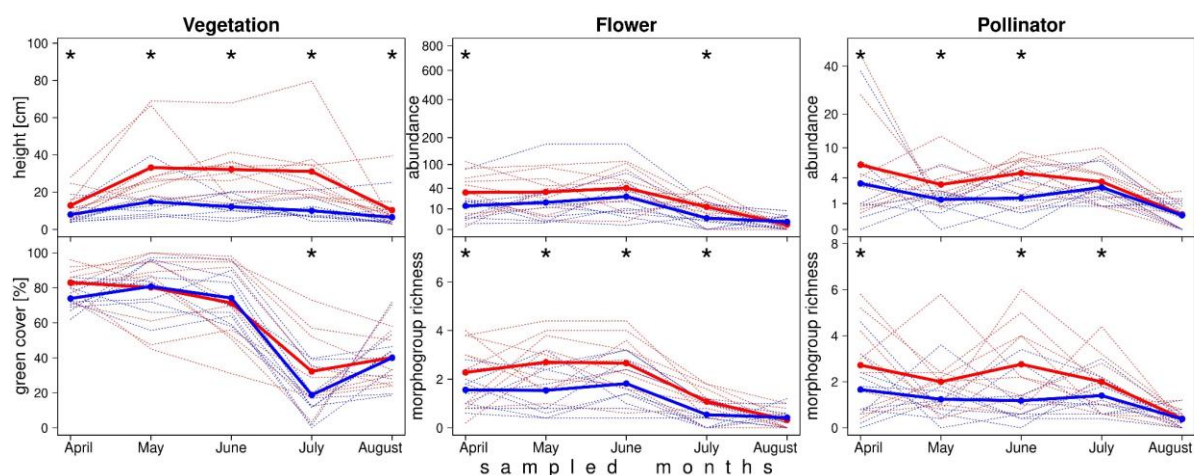 Vegetation Flower Pollinator
height [cm]
100
80
60
40
20
0
* * * * *
abundance
800
600
400
200
100
40
10
0
* *
abundance
40
10
4
1
0
* * *
green cover [%]
100
80
60
40
20
0
*
morphogroup richness
6
4
2
0
* * * *
morphogroup richness
8
6
4
2
0
* * *
April May June July August
April May June July August
April May June July August
sampled months